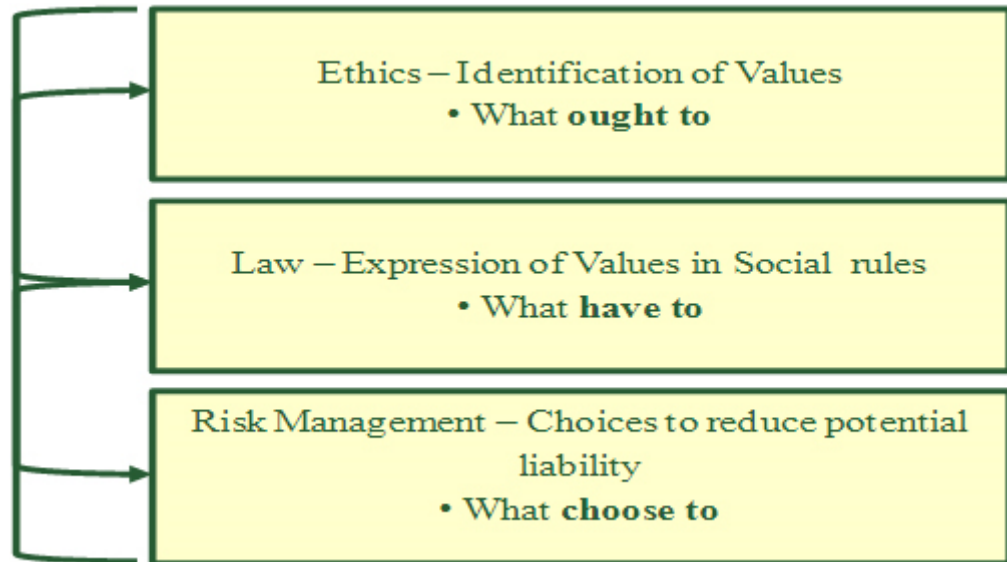 Ethics – Identification of Values
• What ought to
Law – Expression of Values in Social rules
• What have to
Risk Management – Choices to reduce potential
liability
• What choose to